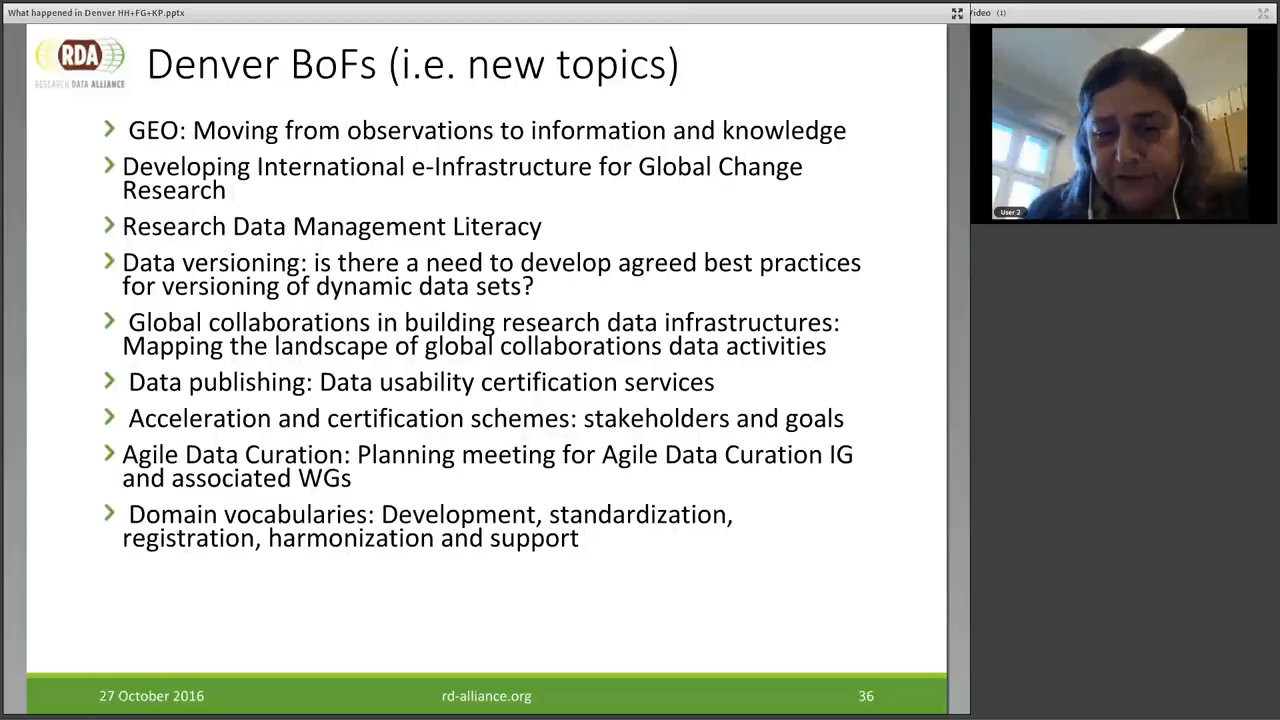 What happened in Denver HH+FG+KP.pptx
Video (1)
RDA
RESEARCH DATA ALLIANCE
Denver BoFs (i.e. new topics)
GEO: Moving from observations to information and knowledge
Developing International e-Infrastructure for Global Change
Research
Research Data Management Literacy
Data versioning: is there a need to develop agreed best practices
for versioning of dynamic data sets?
Global collaborations in building research data infrastructures:
Mapping the landscape of global collaborations data activities
Data publishing: Data usability certification services
Acceleration and certification schemes: stakeholders and goals
Agile Data Curation: Planning meeting for Agile Data Curation IG
and associated WGs
Domain vocabularies: Development, standardization,
registration, harmonization and support
User 2
27 October 2016
rd-alliance.org
36